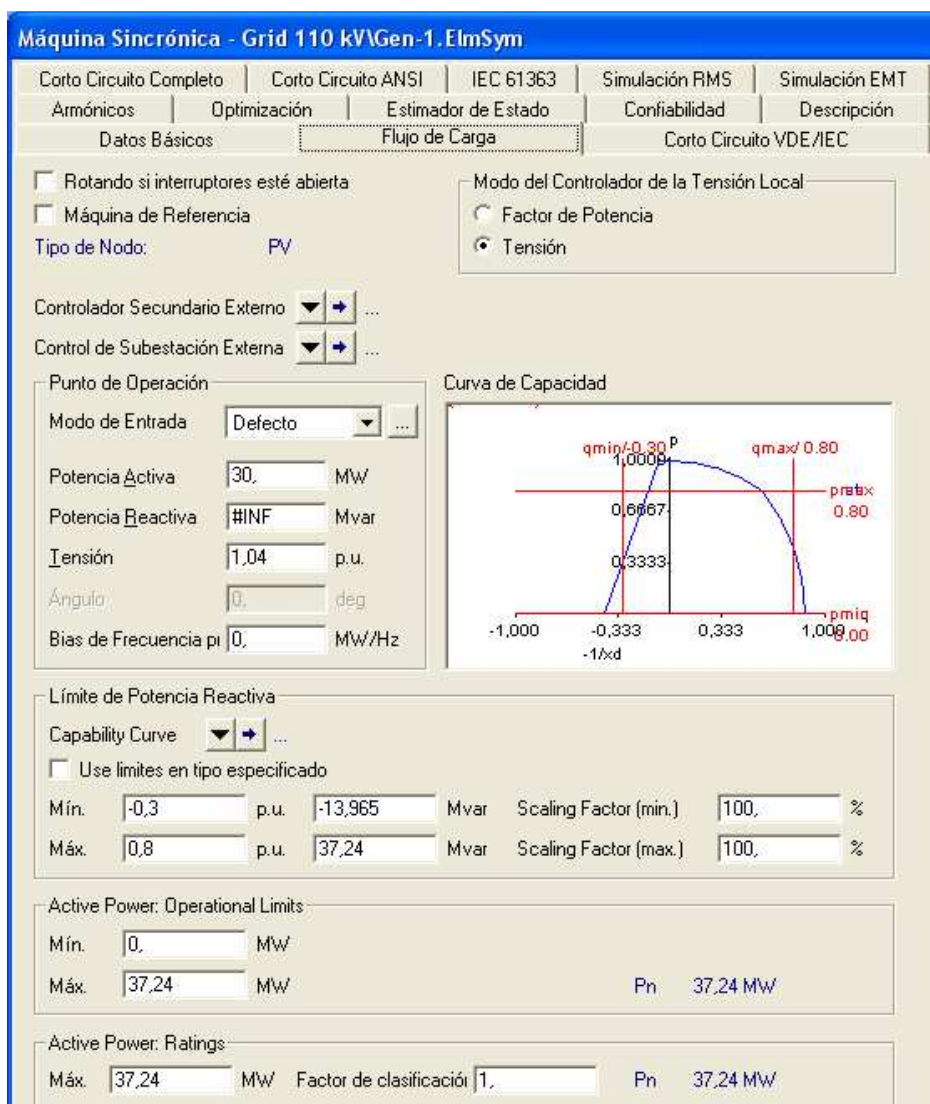 Máquina Sincrónica - Grid 110 kV\Gen-1.ElmSym
Corto Circuito Completo Corto Circuito ANSI IEC 61363 Simulación RMS Simulación EMT
Armónicos Optimización Estimador de Estado Confiabilidad Descripción
Datos Básicos Flujo de Carga Corto Circuito VDE/IEC
Rotando si interruptores esté abierta
Máquina de Referencia
Tipo de Nodo: PV
Modo del Controlador de la Tensión Local
Factor de Potencia
Tensión
Controlador Secundario Externo ...
Control de Subestación Externa ...
Punto de Operación
Modo de Entrada Defecto ...
Potencia Activa 30, MW
Potencia Reactiva #INF Mvar
Tensión 1,04 p.u.
Ángulo 0, deg
Bias de Frecuencia pi 0, MW/Hz
Curva de Capacidad
qmin/-0.30 p qmax/ 0.80
1,0000
0,6667 0.80
0,3333
-1,000 -0,333 0,333 1,000 0.00
-1/xd
Límite de Potencia Reactiva
Capability Curve ...
Use limites en tipo especificado
Mín. -0,3 p.u. -13,965 Mvar Scaling Factor (min.) 100, %
Máx. 0,8 p.u. 37,24 Mvar Scaling Factor (max.) 100, %
Active Power: Operational Limits
Mín. 0, MW
Máx. 37,24 MW Pn 37,24 MW
Active Power: Ratings
Máx. 37,24 MW Factor de clasificación 1, Pn 37,24 MW